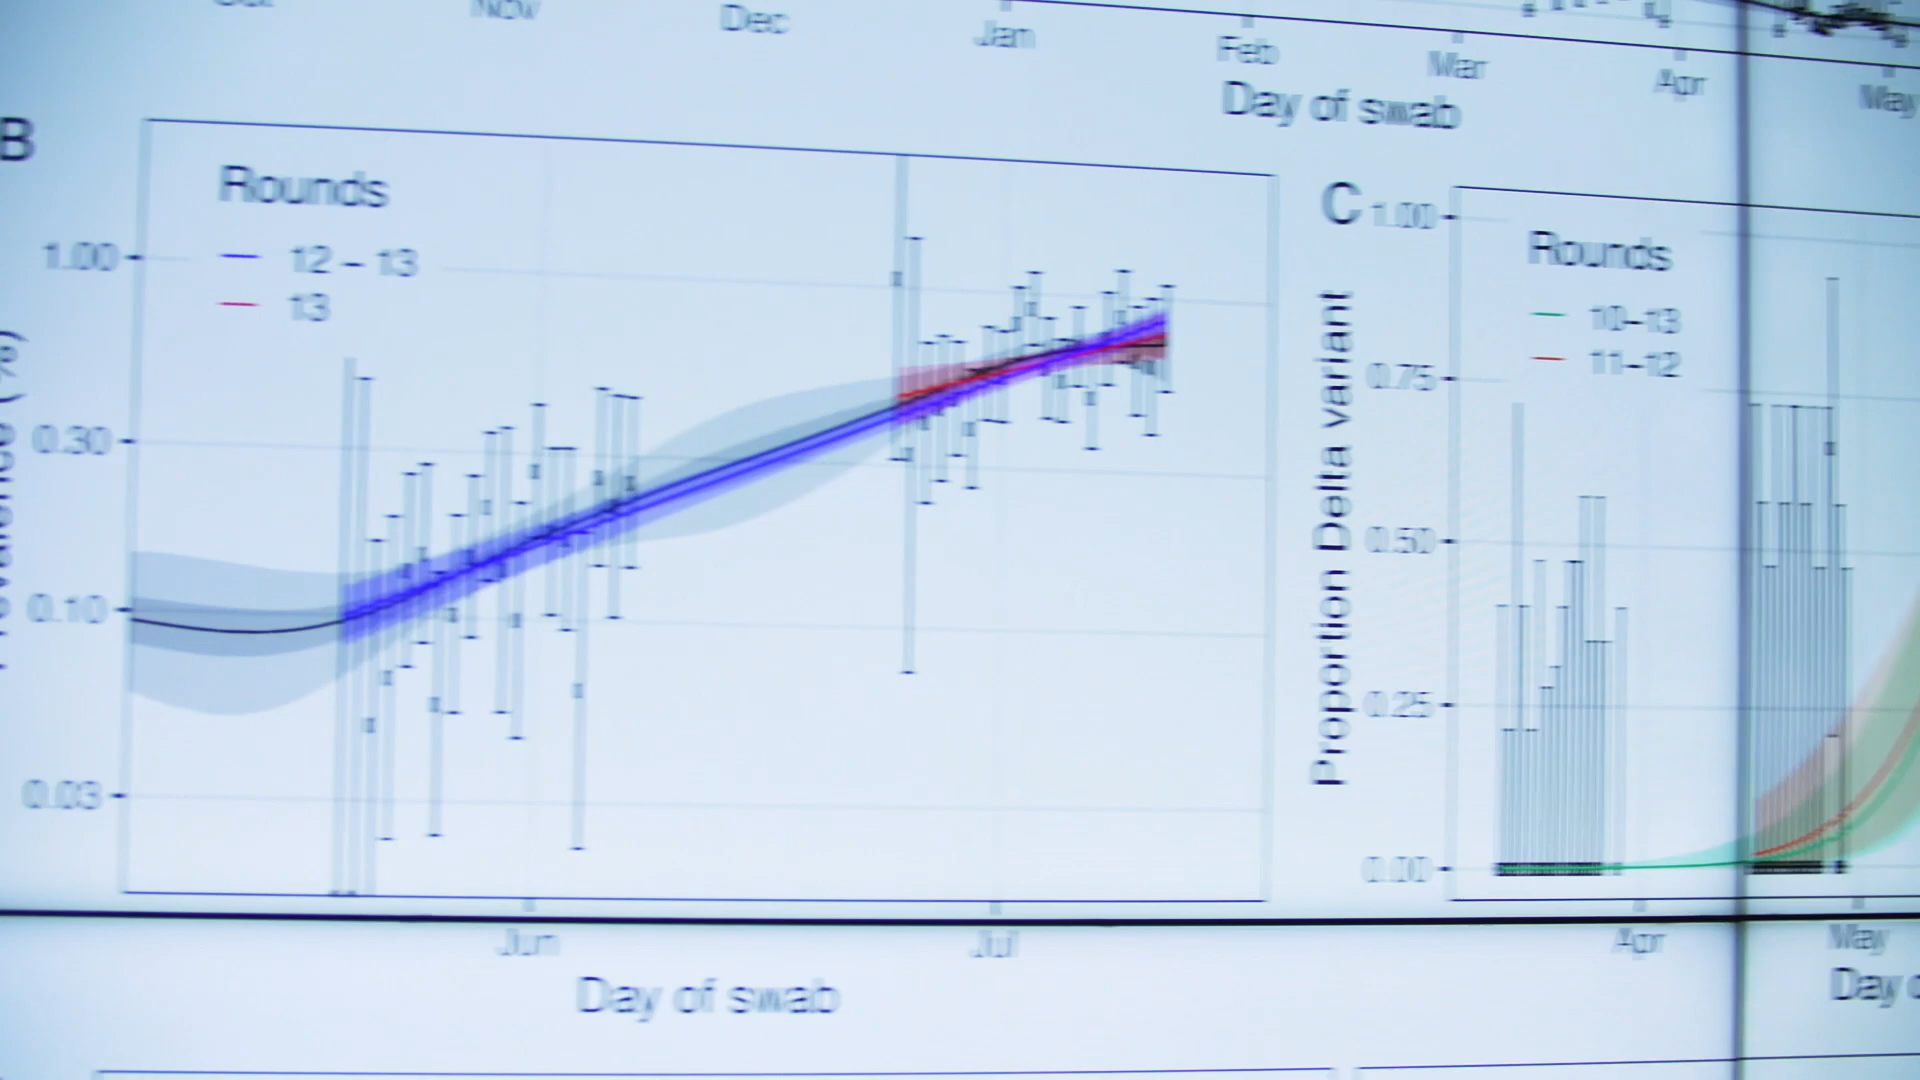 Nov Dec Jan Feb Mar Apr May
Day of swab
B
Rounds
12 – 13
13
1.00
0.30
0.10
0.03
Jun Jul
Day of swab
C
Rounds
10–13
11–12
Proportion Delta variant
1.00
0.75
0.50
0.25
0.00
Apr May
Day